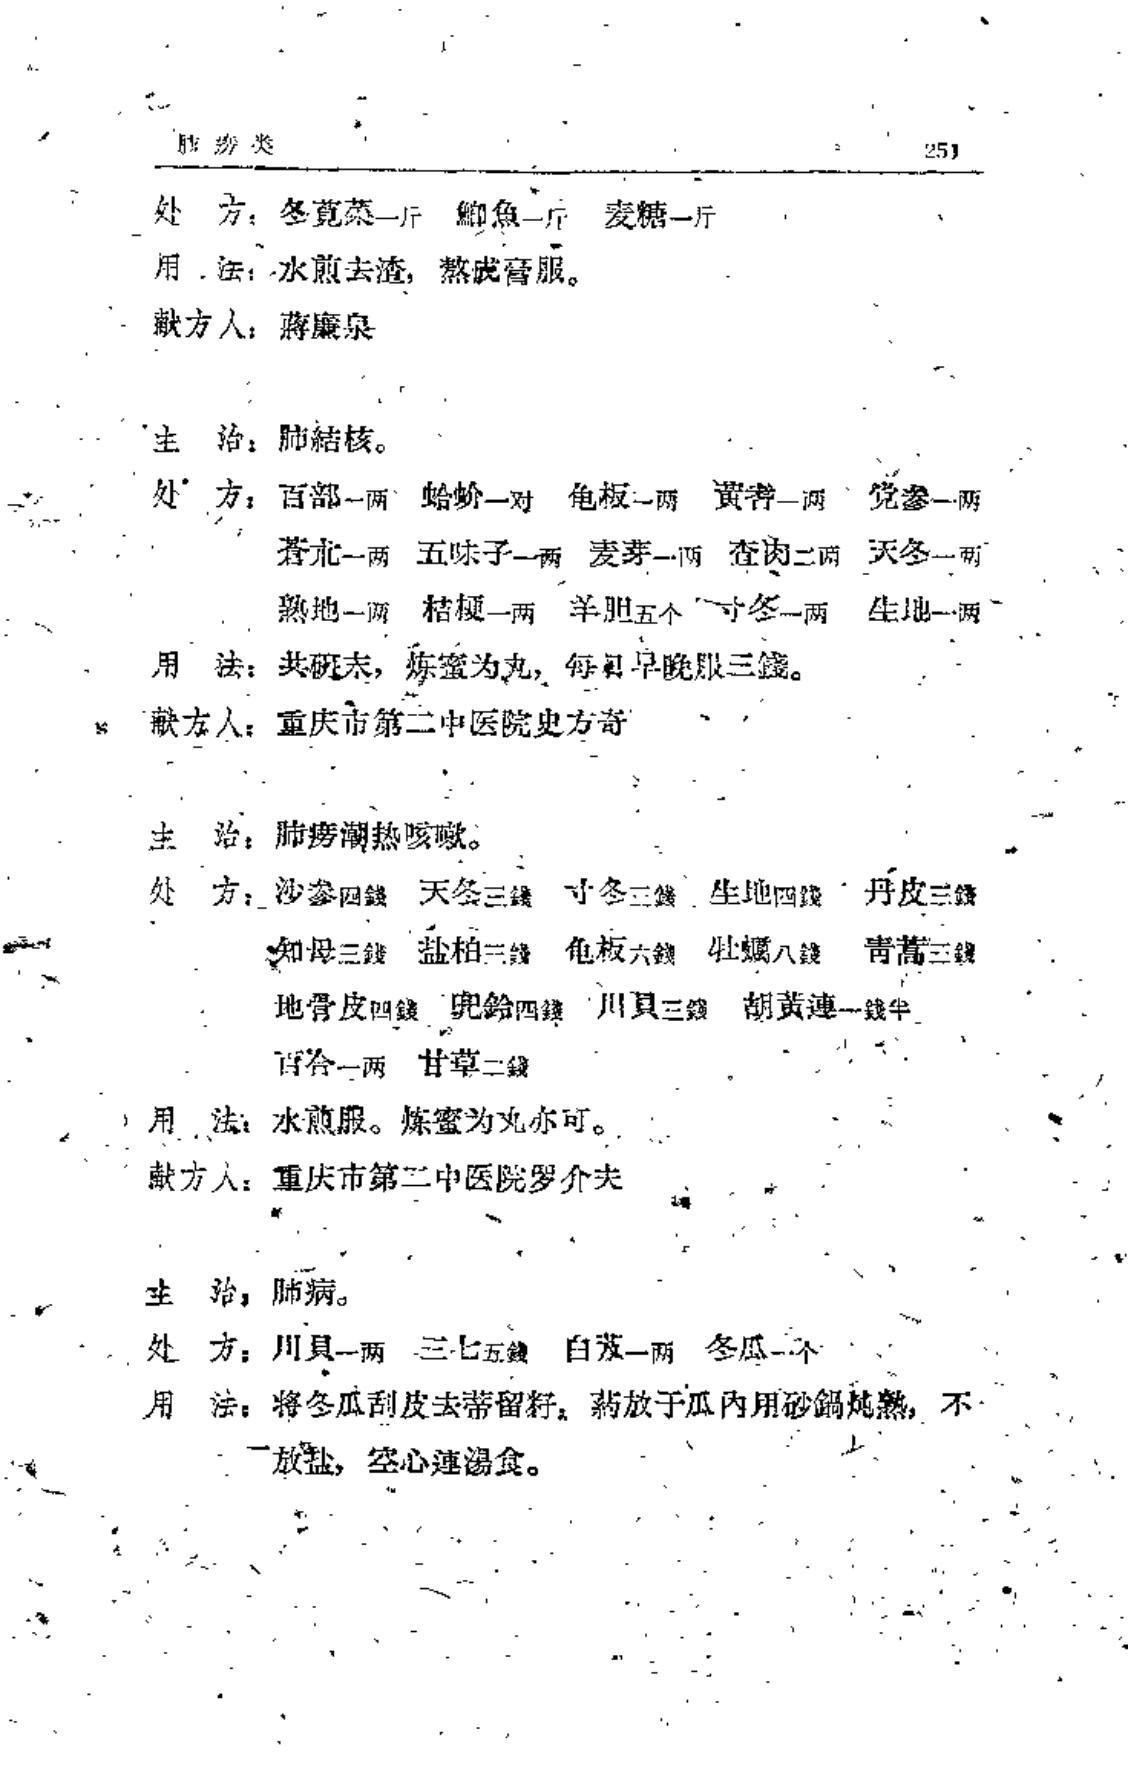 肺痨类 251
处　方：冬莧菜一斤　鯽魚一斤　麦糖一斤
用　法：水煎去渣，熬成膏服。
献方人：蔣廉泉
主　治：肺結核。
处　方：百部一两　蛤蚧一对　龟板一两　黃耆一两　党参一两
蒼朮一两　五味子一两　麦芽一两　查肉二两　天冬一两
熟地一两　桔梗一两　羊胆五个　寸冬一两　生地一两
用　法：共硏末，炼蜜为丸，每日早晚服三錢。
献方人：重庆市第二中医院史方奇
主　治：肺痨潮热咳嗽。
处　方：沙参四錢　天冬三錢　寸冬三錢　生地四錢　丹皮三錢
知母三錢　盐柏三錢　龟板六錢　牡蠣八錢　靑蒿三錢
地骨皮四錢　兜鈴四錢　川貝三錢　胡黃連一錢半
百合一两　甘草二錢
用　法：水煎服。炼蜜为丸亦可。
献方人：重庆市第二中医院罗介夫
主　治：肺病。
处　方：川貝一两　三七五錢　白芨一两　冬瓜一个
用　法：将冬瓜刮皮去蒂留籽，葯放于瓜内用砂鍋炖熟，不
放盐，空心連湯食。